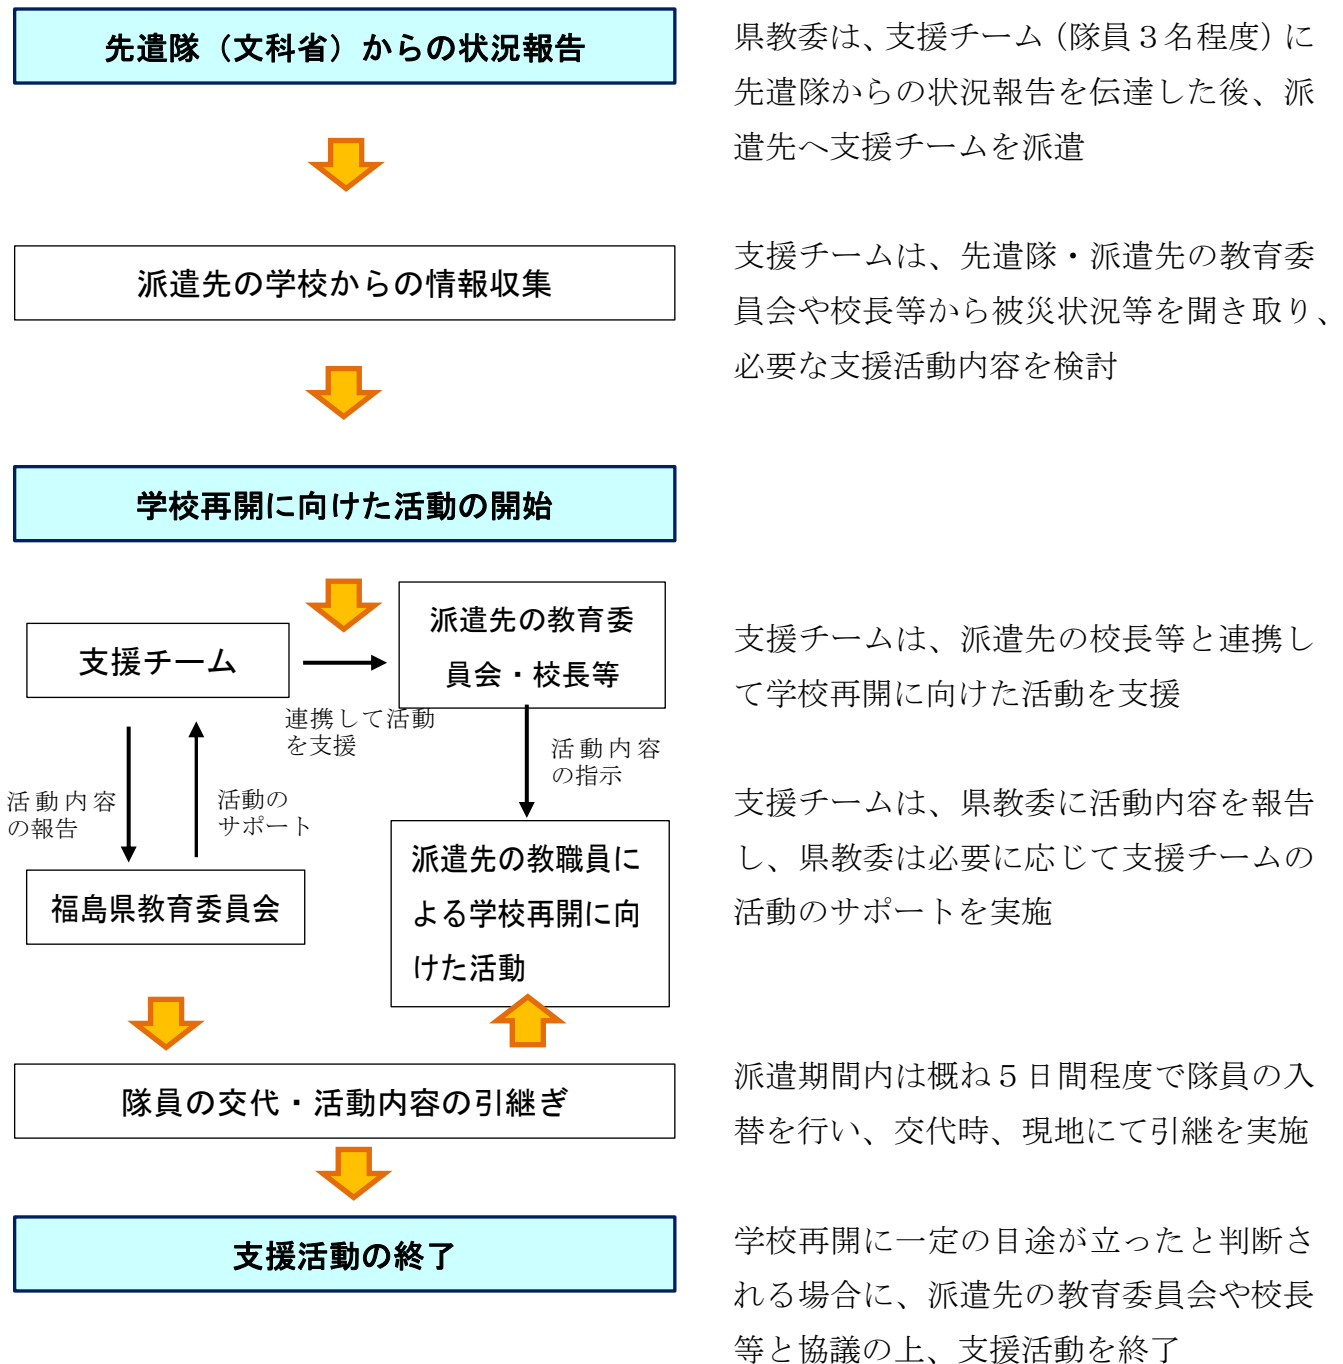 先遣隊（文科省）からの状況報告
県教委は、支援チーム（隊員３名程度）に
先遣隊からの状況報告を伝達した後、派
遣先へ支援チームを派遣
派遣先の学校からの情報収集
支援チームは、先遣隊・派遣先の教育委
員会や校長等から被災状況等を聞き取り、
必要な支援活動内容を検討
学校再開に向けた活動の開始
支援チーム
派遣先の教育委
員会・校長等
連携して活動
を支援
活動内容
の指示
活動内容
の報告
活動の
サポート
福島県教育委員会
派遣先の教職員に
よる学校再開に向
けた活動
支援チームは、派遣先の校長等と連携し
て学校再開に向けた活動を支援
支援チームは、県教委に活動内容を報告
し、県教委は必要に応じて支援チームの
活動のサポートを実施
隊員の交代・活動内容の引継ぎ
派遣期間内は概ね５日間程度で隊員の入
替を行い、交代時、現地にて引継を実施
支援活動の終了
学校再開に一定の目途が立ったと判断さ
れる場合に、派遣先の教育委員会や校長
等と協議の上、支援活動を終了